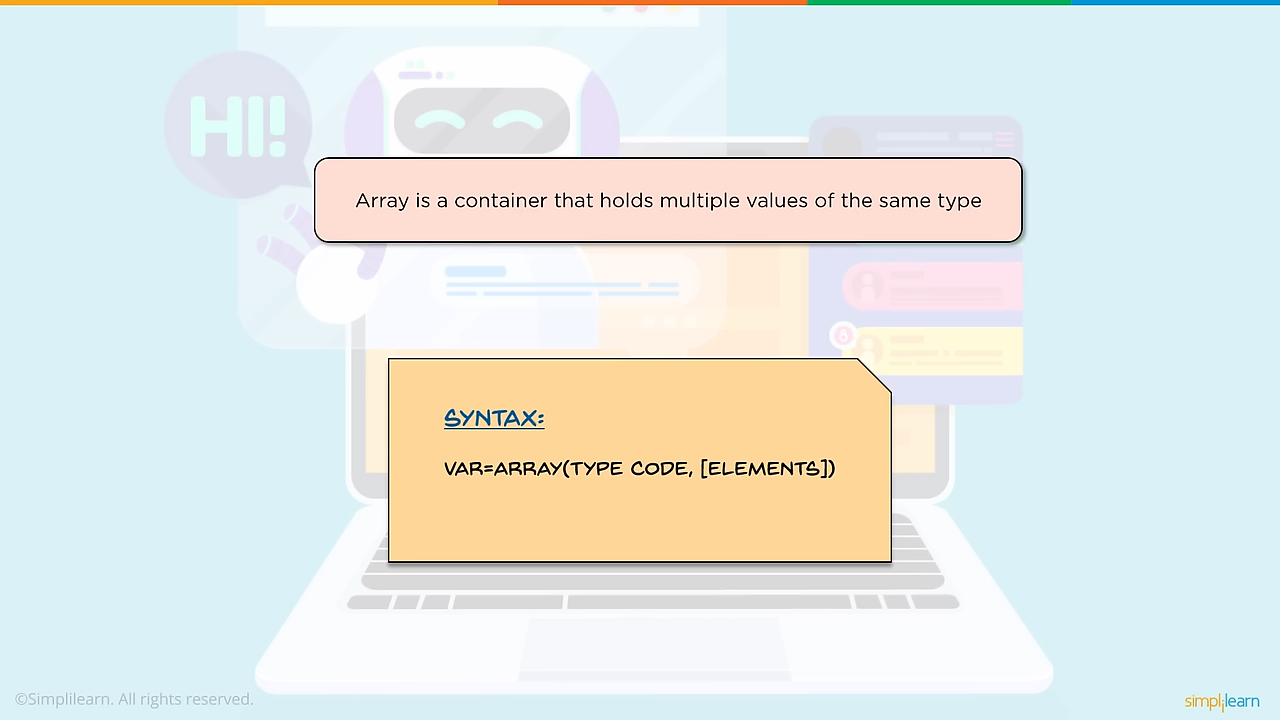 HI!
Array is a container that holds multiple values of the same type
SYNTAX:
VAR=ARRAY(TYPE CODE, [ELEMENTS])
©Simplilearn. All rights reserved.
simplilearn